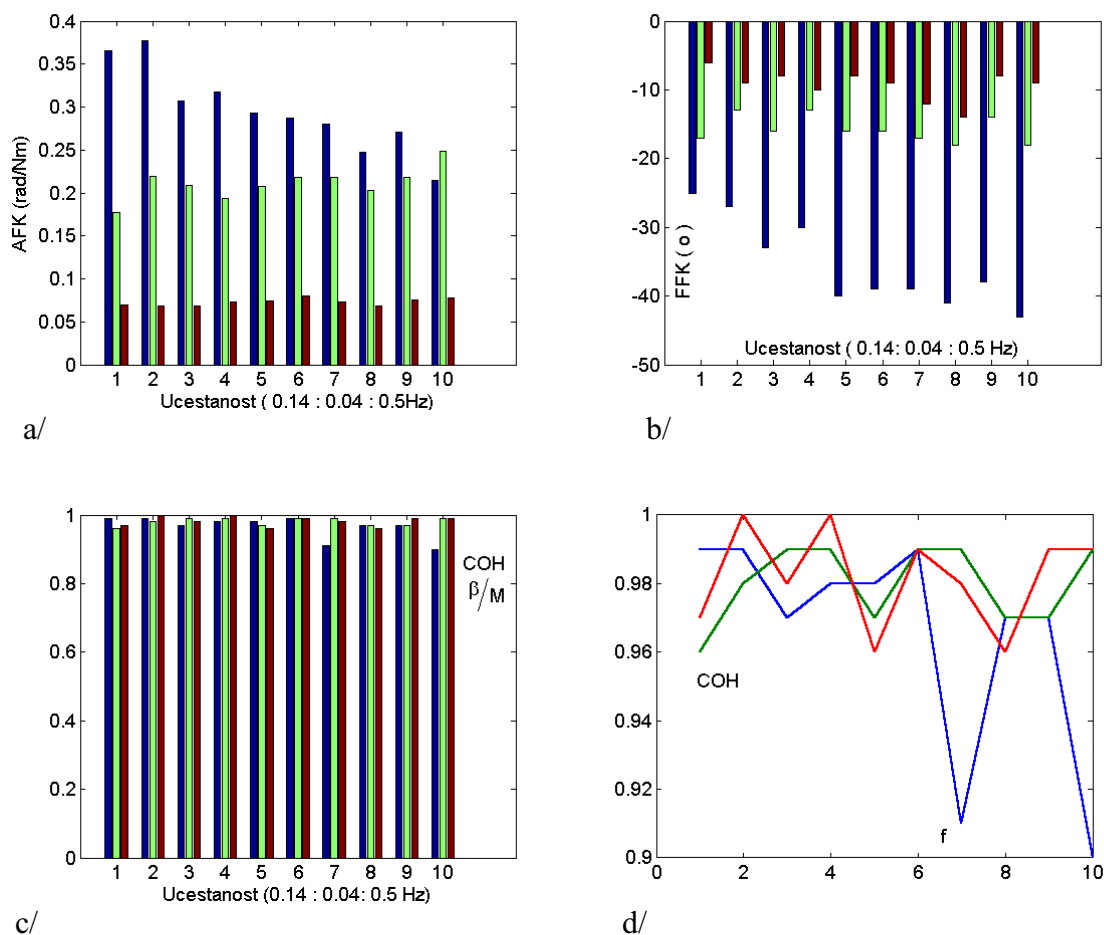 0.4
0.35
0.3
0.25
0.2
0.15
0.1
0.05
0
AFK (rad/Nm)
1 2 3 4 5 6 7 8 9 10
Ucestanost ( 0.14 : 0.04 : 0.5Hz)
a/
0
-10
-20
-30
-40
-50
FFK ( o )
Ucestanost ( 0.14: 0.04 : 0.5 Hz)
1 2 3 4 5 6 7 8 9 10
b/
1
0.8
0.6
0.4
0.2
0
COH
β/M
1 2 3 4 5 6 7 8 9 10
Ucestanost (0.14 : 0.04: 0.5 Hz)
c/
1
0.98
0.96
0.94
0.92
0.9
COH
f
0 2 4 6 8 10
d/